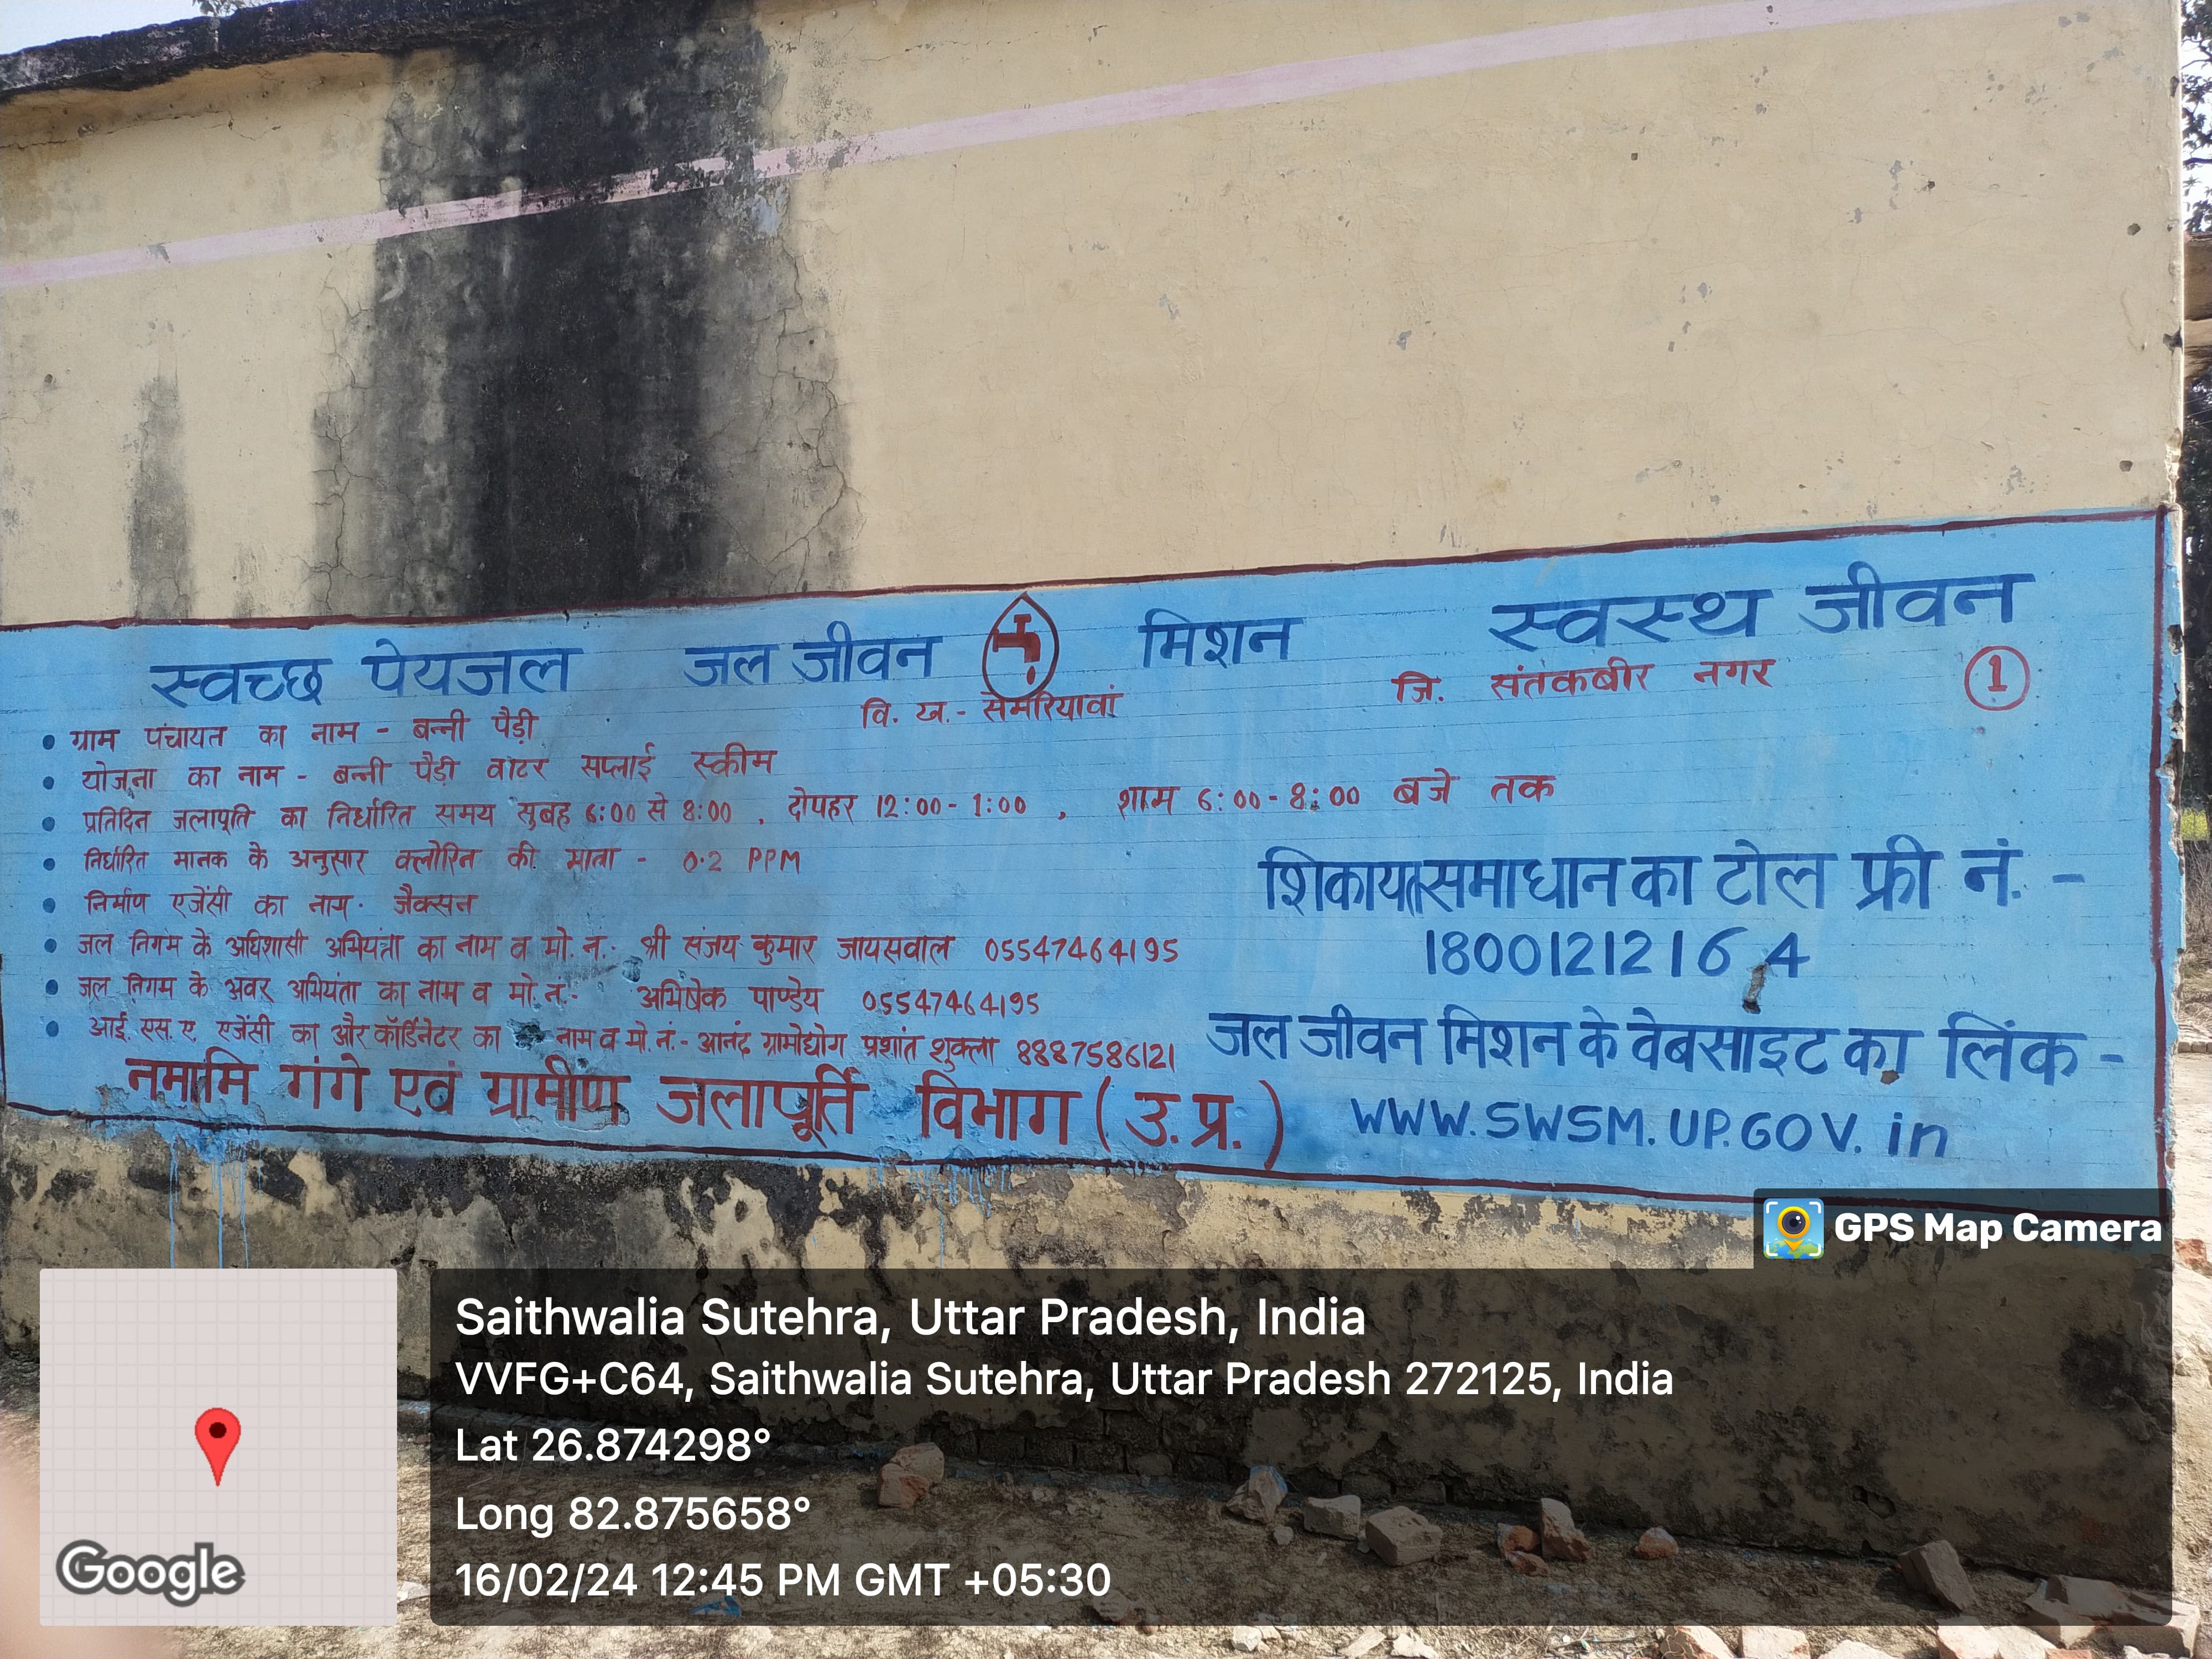 स्वच्छ पेयजल जल जीवन मिशन स्वस्थ जीवन
वि. ख.- सेमरियावां जि. संतकबीर नगर 1
• ग्राम पंचायत का नाम - बन्नी पैड़ी
• योजना का नाम - बन्नी पैड़ी वाटर सप्लाई स्कीम
• प्रतिदिन जलापूर्ति का निर्धारित समय सुबह 6:00 से 8:00 , दोपहर 12:00 - 1:00 , शाम 6:00 - 8:00 बजे तक
• निर्धारित मानक के अनुसार क्लोरिन की मात्रा - 0.2 PPM
• निर्माण एजेंसी का नाम - जैक्सन
• जल निगम के अधिशासी अभियंता का नाम व मो. न.- श्री संजय कुमार जायसवाल 05547464195
• जल निगम के अवर अभियंता का नाम व मो. नं.- अभिषेक पाण्डेय 05547464195
• आई. एस. ए. एजेंसी का और कॉर्डिनेटर का नाम व मो. नं.- आनंद ग्रामोद्योग प्रशांत शुक्ला 8887586121
नमामि गंगे एवं ग्रामीण जलापूर्ति विभाग ( उ. प्र. )
शिकायत समाधान का टोल फ्री नं. -
18001212164
जल जीवन मिशन के वेबसाइट का लिंक -
WWW.SWSM.UP.GOV.in
GPS Map Camera
Saithwalia Sutehra, Uttar Pradesh, India
VVFG+C64, Saithwalia Sutehra, Uttar Pradesh 272125, India
Lat 26.874298°
Long 82.875658°
16/02/24 12:45 PM GMT +05:30
Google